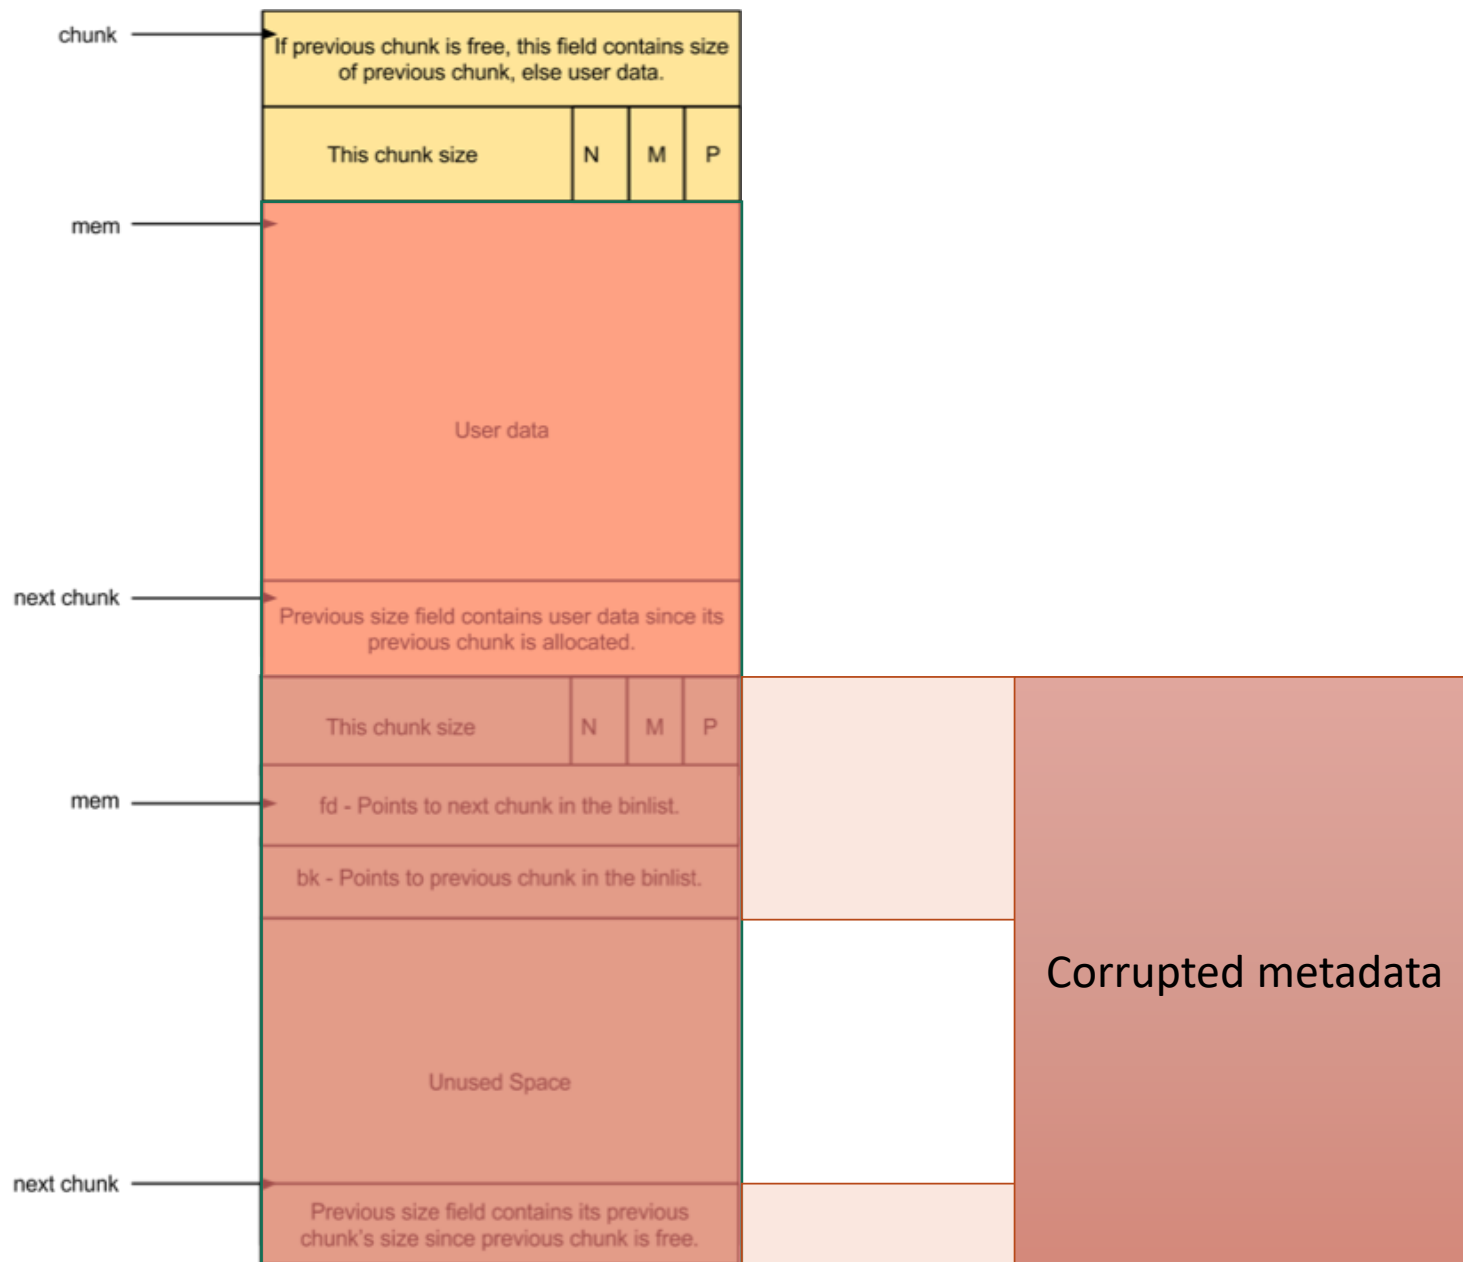 chunk
If previous chunk is free, this field contains size
of previous chunk, else user data.
This chunk size N M P
mem
User data
next chunk
Previous size field contains user data since its
previous chunk is allocated.
This chunk size N M P
mem
fd - Points to next chunk in the binlist.
bk - Points to previous chunk in the binlist.
Corrupted metadata
Unused Space
next chunk
Previous size field contains its previous
chunk's size since previous chunk is free.